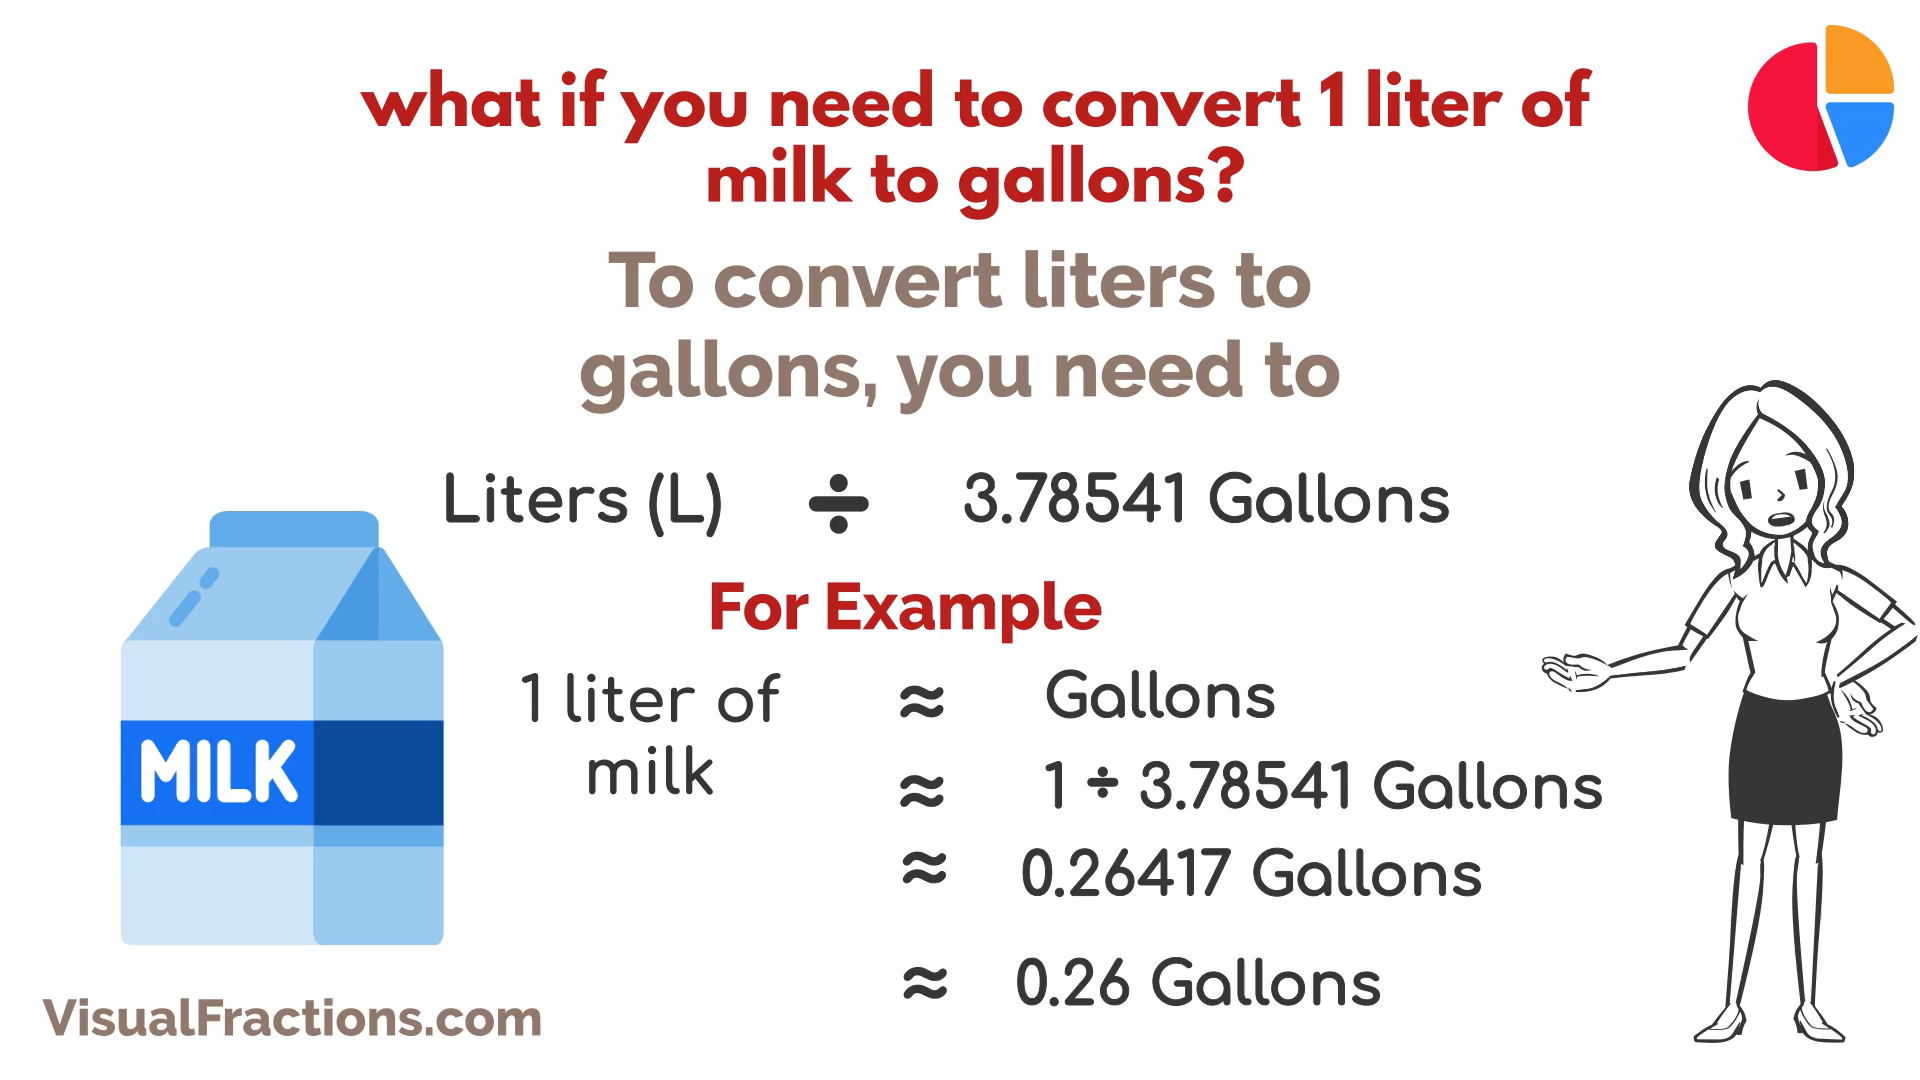 what if you need to convert 1 liter of
milk to gallons?
To convert liters to
gallons, you need to
Liters (L) ÷ 3.78541 Gallons
For Example
1 liter of ≈ Gallons
milk
≈ 1 ÷ 3.78541 Gallons
≈ 0.26417 Gallons
≈ 0.26 Gallons
MILK
VisualFractions.com